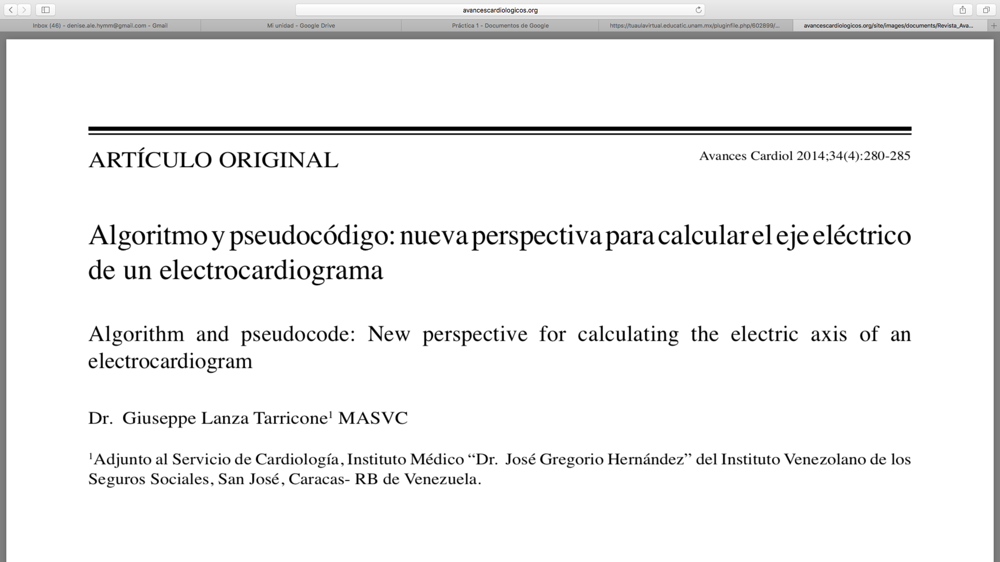 avancescardiologicos.org
Inbox (46) - denise.ale.hymm@gmail.com - Gmail
Mi unidad - Google Drive
Práctica 1 - Documentos de Google
https://tuaulavirtual.educatic.unam.mx/pluginfile.php/602899/...
avancescardiologicos.org/site/images/documents/Revista_Ava...
ARTÍCULO ORIGINAL
Avances Cardiol 2014;34(4):280-285
Algoritmo y pseudocódigo: nueva perspectiva para calcular el eje eléctrico
de un electrocardiograma
Algorithm and pseudocode: New perspective for calculating the electric axis of an
electrocardiogram
Dr. Giuseppe Lanza Tarricone¹ MASVC
¹Adjunto al Servicio de Cardiología, Instituto Médico “Dr. José Gregorio Hernández” del Instituto Venezolano de los
Seguros Sociales, San José, Caracas- RB de Venezuela.